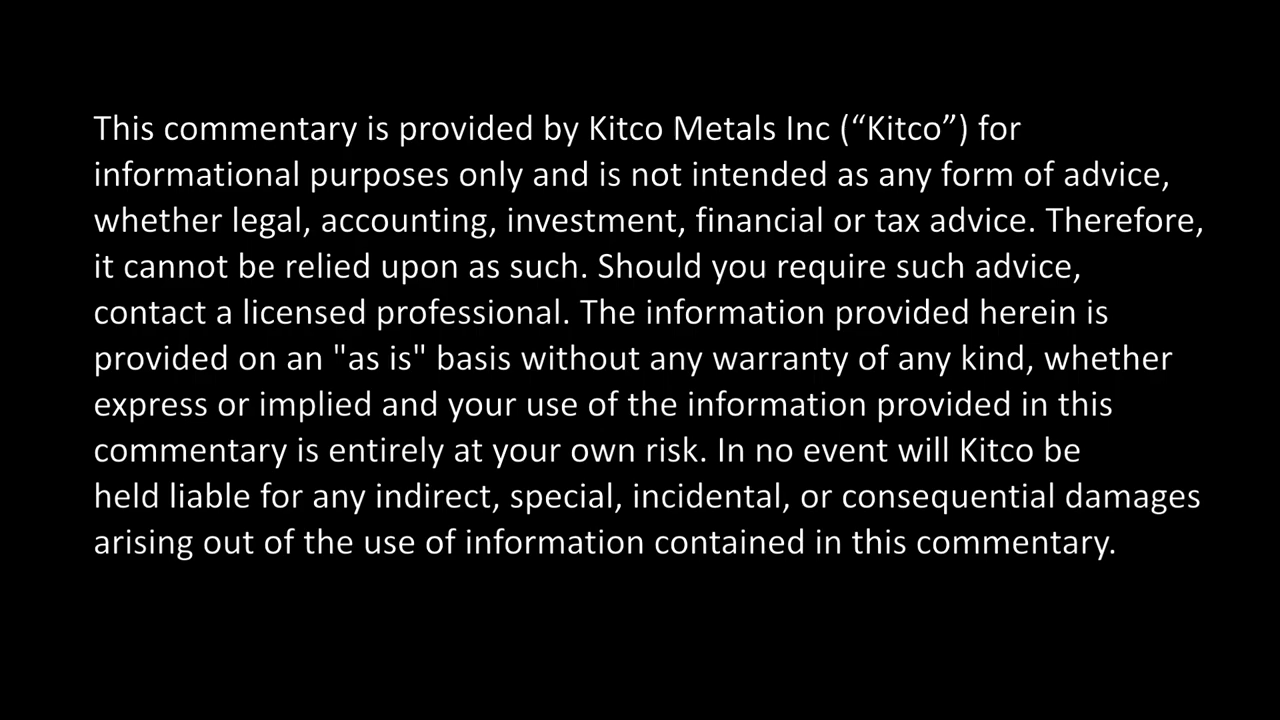 This commentary is provided by Kitco Metals Inc (“Kitco”) for
informational purposes only and is not intended as any form of advice,
whether legal, accounting, investment, financial or tax advice. Therefore,
it cannot be relied upon as such. Should you require such advice,
contact a licensed professional. The information provided herein is
provided on an "as is" basis without any warranty of any kind, whether
express or implied and your use of the information provided in this
commentary is entirely at your own risk. In no event will Kitco be
held liable for any indirect, special, incidental, or consequential damages
arising out of the use of information contained in this commentary.